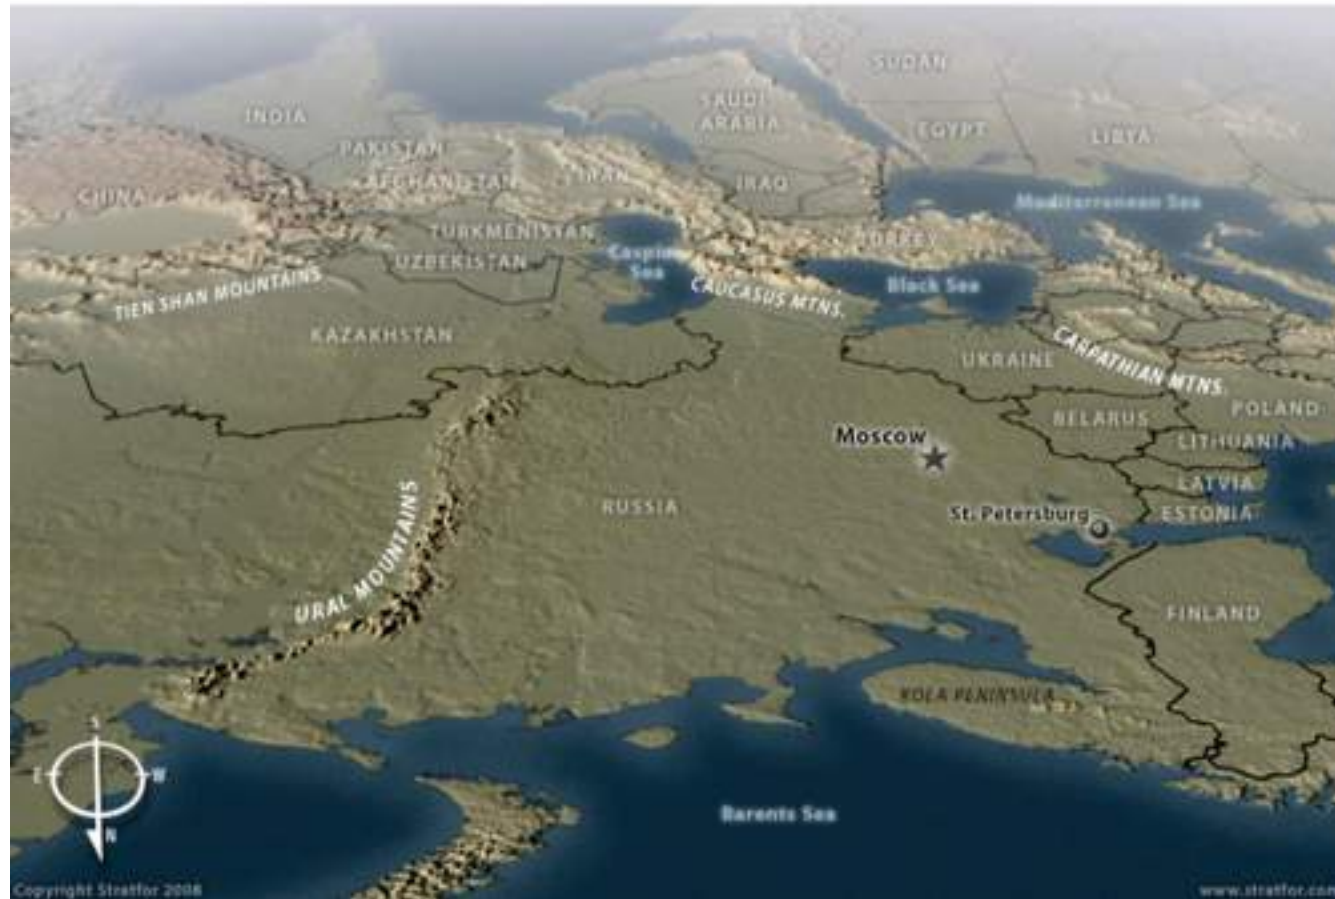 SUDAN
SAUDI
ARABIA
INDIA
EGYPT
LIBYA
PAKISTAN
AFGHANISTAN
IRAN
IRAQ
CHINA
Mediterranean Sea
TURKMENISTAN
TURKEY
Caspian
Sea
UZBEKISTAN
Black Sea
TIEN SHAN MOUNTAINS
CAUCASUS MTNS.
KAZAKHSTAN
UKRAINE
CARPATHIAN MTNS.
POLAND
BELARUS
Moscow
LITHUANIA
LATVIA
RUSSIA
St. Petersburg
ESTONIA
URAL MOUNTAINS
FINLAND
KOLA PENINSULA
S
E
W
N
Barents Sea
Copyright Stratfor 2008
www.stratfor.com